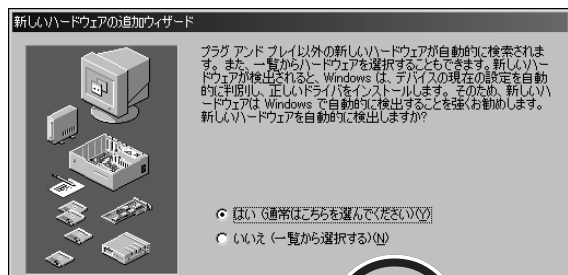 新しいハードウェアの追加ウィザード
プラグ アンド プレイ以外の新しいハードウェアが自動的に検索されま
す。また、一覧からハードウェアを選択することもできます。新しいハー
ドウェアが検出されると、Windows は、デバイスの現在の設定を自動
的に判別し、正しいドライバをインストールします。そのため、新しいハ
ードウェアは Windows で自動的に検出することを強くお勧めします。
新しいハードウェアを自動的に検出しますか?
はい (通常はこちらを選んでください)(Y)
いいえ (一覧から選択する)(N)